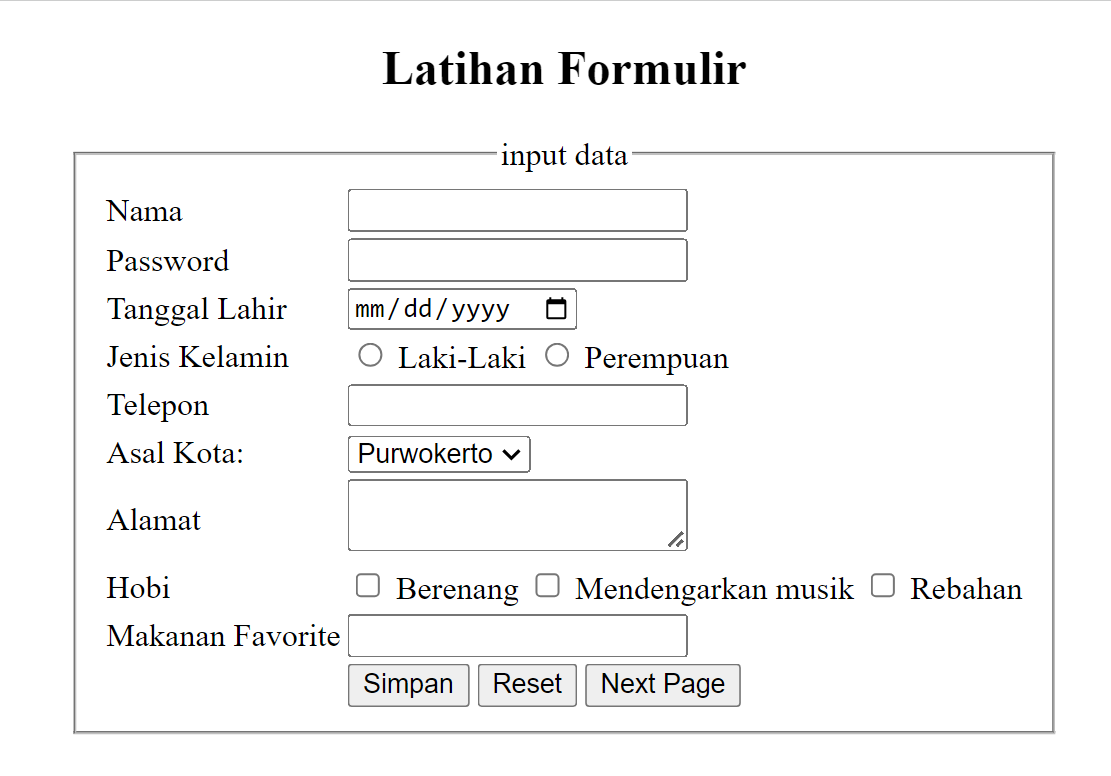 Latihan Formulir
input data
Nama
Password
Tanggal Lahir mm/dd/yyyy
Jenis Kelamin Laki-Laki Perempuan
Telepon
Asal Kota: Purwokerto
Alamat
Hobi Berenang Mendengarkan musik Rebahan
Makanan Favorite
Simpan Reset Next Page